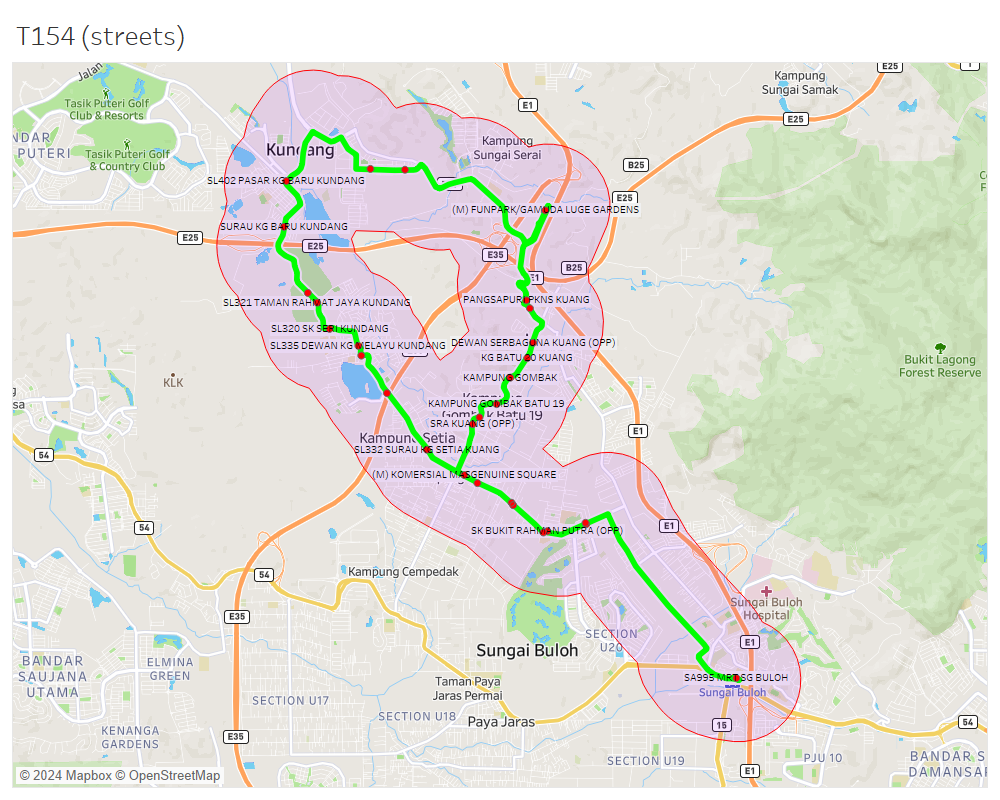 T154 (streets)
Jalan
Tasik Puteri Golf
Club & Resorts
NDAR
PUTERI
Tasik Puteri Golf
& Country Club
E1
E25
Kampung
Sungai Samak
E25
Kundang
Kampung
Sungai Serai
B25
SL402 PASAR KG BARU KUNDANG
E25
(M) FUNPARK/GAMUDA LUGE GARDENS
SURAU KG BARU KUNDANG
E25
E25
E35
B25
E1
SL321 TAMAN RAHMAT JAYA KUNDANG
PANGSAPURI PKNS KUANG
SL320 SK SERI KUNDANG
SL335 DEWAN KG MELAYU KUNDANG
DEWAN SERBAGUNA KUANG (OPP)
KG BATU 20 KUANG
Bukit Lagong
Forest Reserve
KLK
KAMPUNG GOMBAK
KAMPUNG GOMBAK BATU 19
Gombak Batu 19
SRA KUANG (OPP)
E1
Kampung Setia
SL332 SURAU KG SETIA KUANG
54
(M) KOMERSIAL MASGENUINE SQUARE
54
E1
SK BUKIT RAHMAN PUTRA (OPP)
54
Kampung Cempedak
Sungai Buloh
Hospital
E35
SECTION
U20
E1
Sungai Buloh
BANDAR
SAUJANA
UTAMA
ELMINA
GREEN
SA995 MRT SG BULOH
Sungai Buloh
Taman Paya
Jaras Permai
SECTION U17
SECTION U18
Paya Jaras
15
54
KENANGA
GARDENS
E35
SECTION U19
PJU 10
BANDAR S
DAMANSAR
E1
© 2024 Mapbox © OpenStreetMap